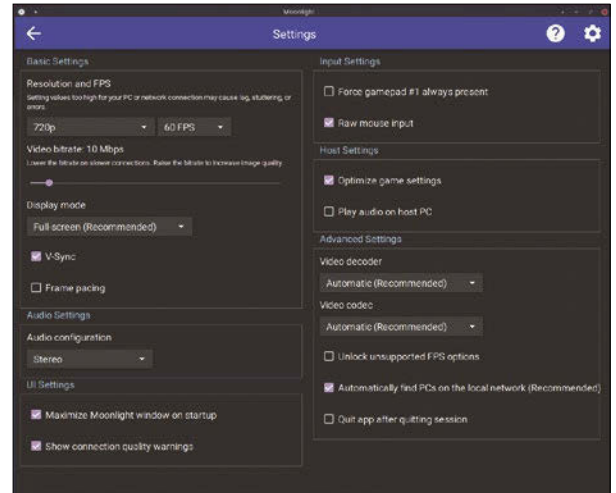 Moonlight
Settings
Basic Settings
Resolution and FPS
Setting values too high for your PC or network connection may cause lag, stuttering, or
errors.
720p
60 FPS
Video bitrate: 10 Mbps
Lower the bitrate on slower connections. Raise the bitrate to increase image quality.
Display mode
Full screen (Recommended)
V-Sync
Frame pacing
Audio Settings
Audio configuration
Stereo
UI Settings
Maximize Moonlight window on startup
Show connection quality warnings
Input Settings
Force gamepad #1 always present
Raw mouse input
Host Settings
Optimize game settings
Play audio on host PC
Advanced Settings
Video decoder
Automatic (Recommended)
Video codec
Automatic (Recommended)
Unlock unsupported FPS options
Automatically find PCs on the local network (Recommended)
Quit app after quitting session